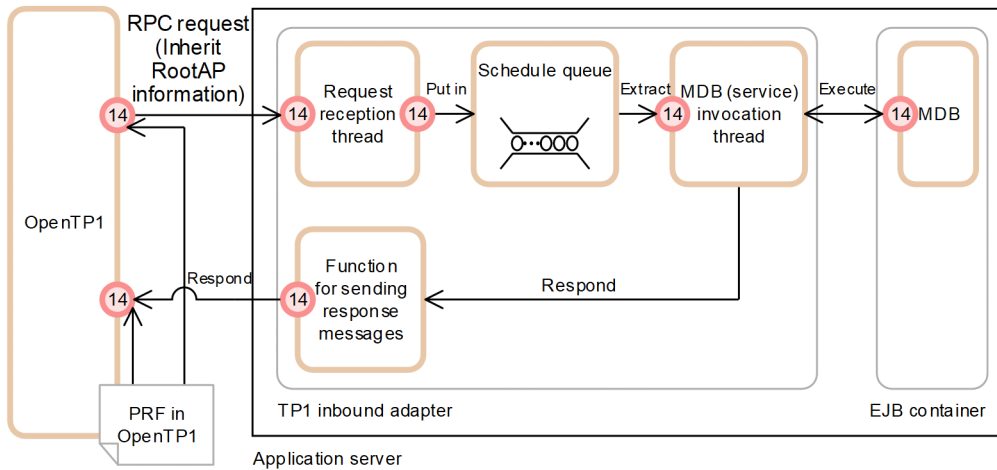 RPC request
(Inherit
RootAP
information)
14
14
Request
reception
thread
14
Put in
Schedule queue
Extract
14
MDB (service)
invocation
thread
Execute
14
MDB
OpenTP1
14
Respond
14
Function
for sending
response
messages
Respond
PRF in
OpenTP1
TP1 inbound adapter
EJB container
Application server